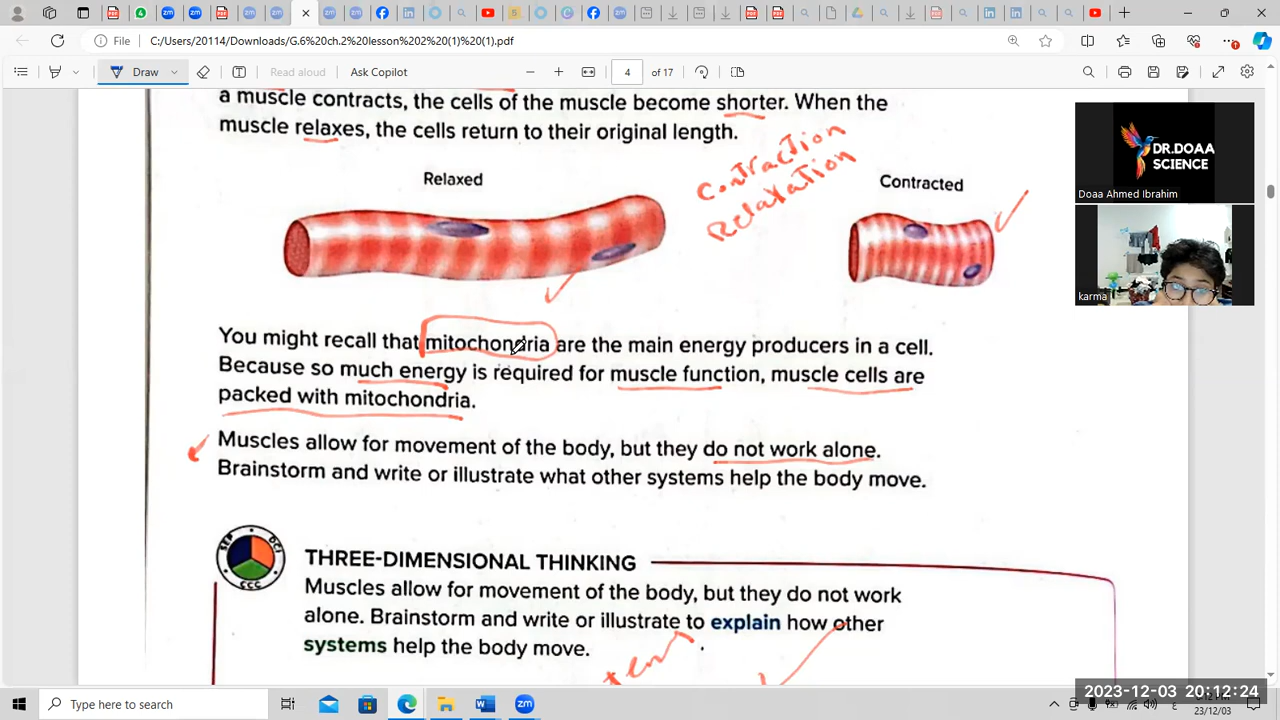 File
C:/Users/20114/Downloads/G.6%20ch.2%20lesson%202%20(1)%20(1).pdf
Draw
Read aloud
Ask Copilot
4
of 17
a muscle contracts, the cells of the muscle become shorter. When the
muscle relaxes, the cells return to their original length.
Relaxed
Contraction
Relaxation
Contracted
DR.DOAA
SCIENCE
Doaa Ahmed Ibrahim
karma
You might recall that mitochondria are the main energy producers in a cell.
Because so much energy is required for muscle function, muscle cells are
packed with mitochondria.
Muscles allow for movement of the body, but they do not work alone.
Brainstorm and write or illustrate what other systems help the body move.
SEP
DCI
CCC
THREE-DIMENSIONAL THINKING
Muscles allow for movement of the body, but they do not work
alone. Brainstorm and write or illustrate to explain how other
systems help the body move.
Type here to search
2023-12-03 20:12:24
23/12/03